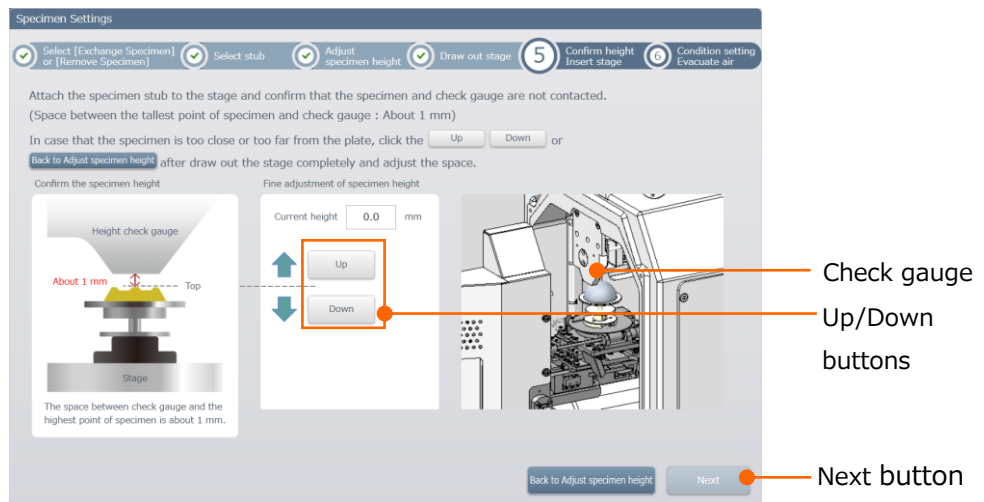 Specimen Settings
Select [Exchange Specimen]
or [Remove Specimen]
Select stub
Adjust
specimen height
Draw out stage
5
Confirm height
Insert stage
6
Condition setting
Evacuate air
Attach the specimen stub to the stage and confirm that the specimen and check gauge are not contacted.
(Space between the tallest point of specimen and check gauge : About 1 mm)
In case that the specimen is too close or too far from the plate, click the Up Down or
Back to Adjust specimen height after draw out the stage completely and adjust the space.
Confirm the specimen height
Height check gauge
About 1 mm
Top
Stage
The space between check gauge and the
highest point of specimen is about 1 mm.
Fine adjustment of specimen height
Current height 0.0 mm
Up
Down
Check gauge
Up/Down
buttons
Back to Adjust specimen height
Next
Next button